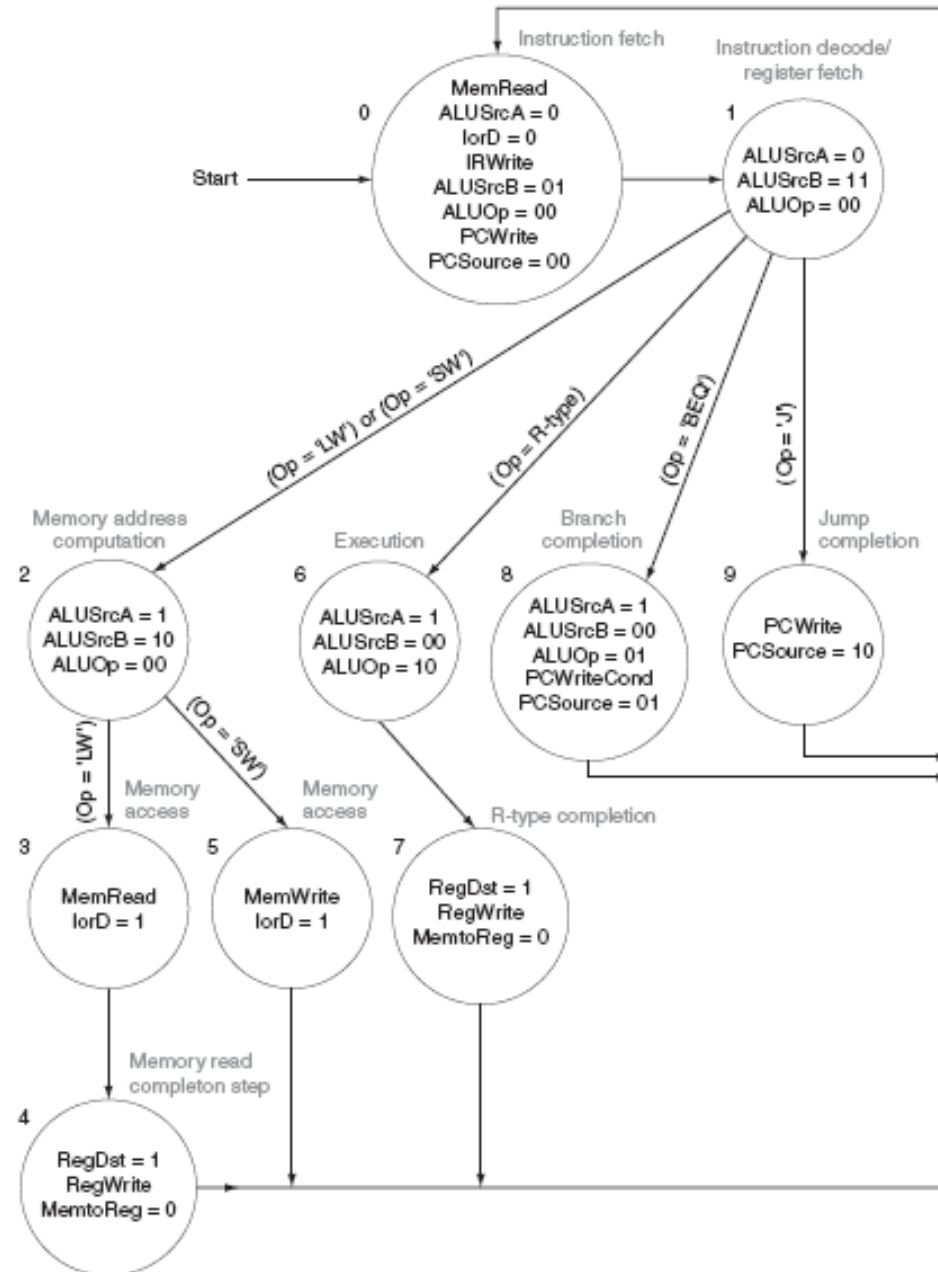 Instruction fetch
Instruction decode/
register fetch
0
MemRead
ALUSrcA = 0
IorD = 0
IRWrite
ALUSrcB = 01
ALUOp = 00
PCWrite
PCSource = 00
1
ALUSrcA = 0
ALUSrcB = 11
ALUOp = 00
Start
(Op = 'LW') or (Op = 'SW')
(Op = R-type)
(Op = 'BEQ')
(Op = 'J')
Memory address
computation
2
ALUSrcA = 1
ALUSrcB = 10
ALUOp = 00
Execution
6
ALUSrcA = 1
ALUSrcB = 00
ALUOp = 10
Branch
completion
8
ALUSrcA = 1
ALUSrcB = 00
ALUOp = 01
PCWriteCond
PCSource = 01
Jump
completion
9
PCWrite
PCSource = 10
(Op = 'LW')
(Op = 'SW')
Memory
access
3
MemRead
IorD = 1
Memory
access
5
MemWrite
IorD = 1
R-type completion
7
RegDst = 1
RegWrite
MemtoReg = 0
Memory read
completon step
4
RegDst = 1
RegWrite
MemtoReg = 0